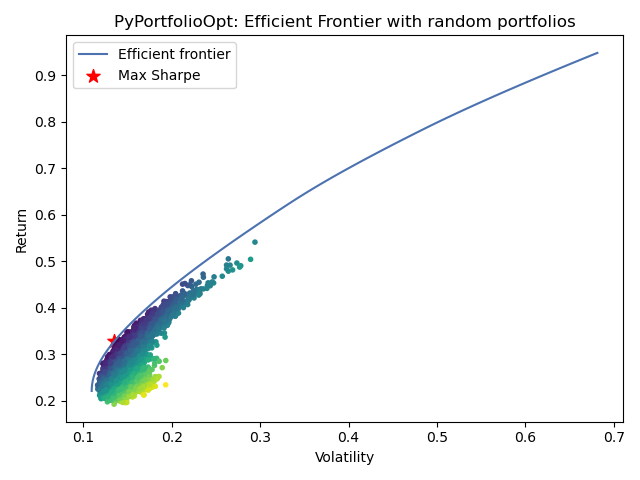 PyPortfolioOpt: Efficient Frontier with random portfolios
Efficient frontier
Max Sharpe
Return
0.9
0.8
0.7
0.6
0.5
0.4
0.3
0.2
0.1 0.2 0.3 0.4 0.5 0.6 0.7
Volatility